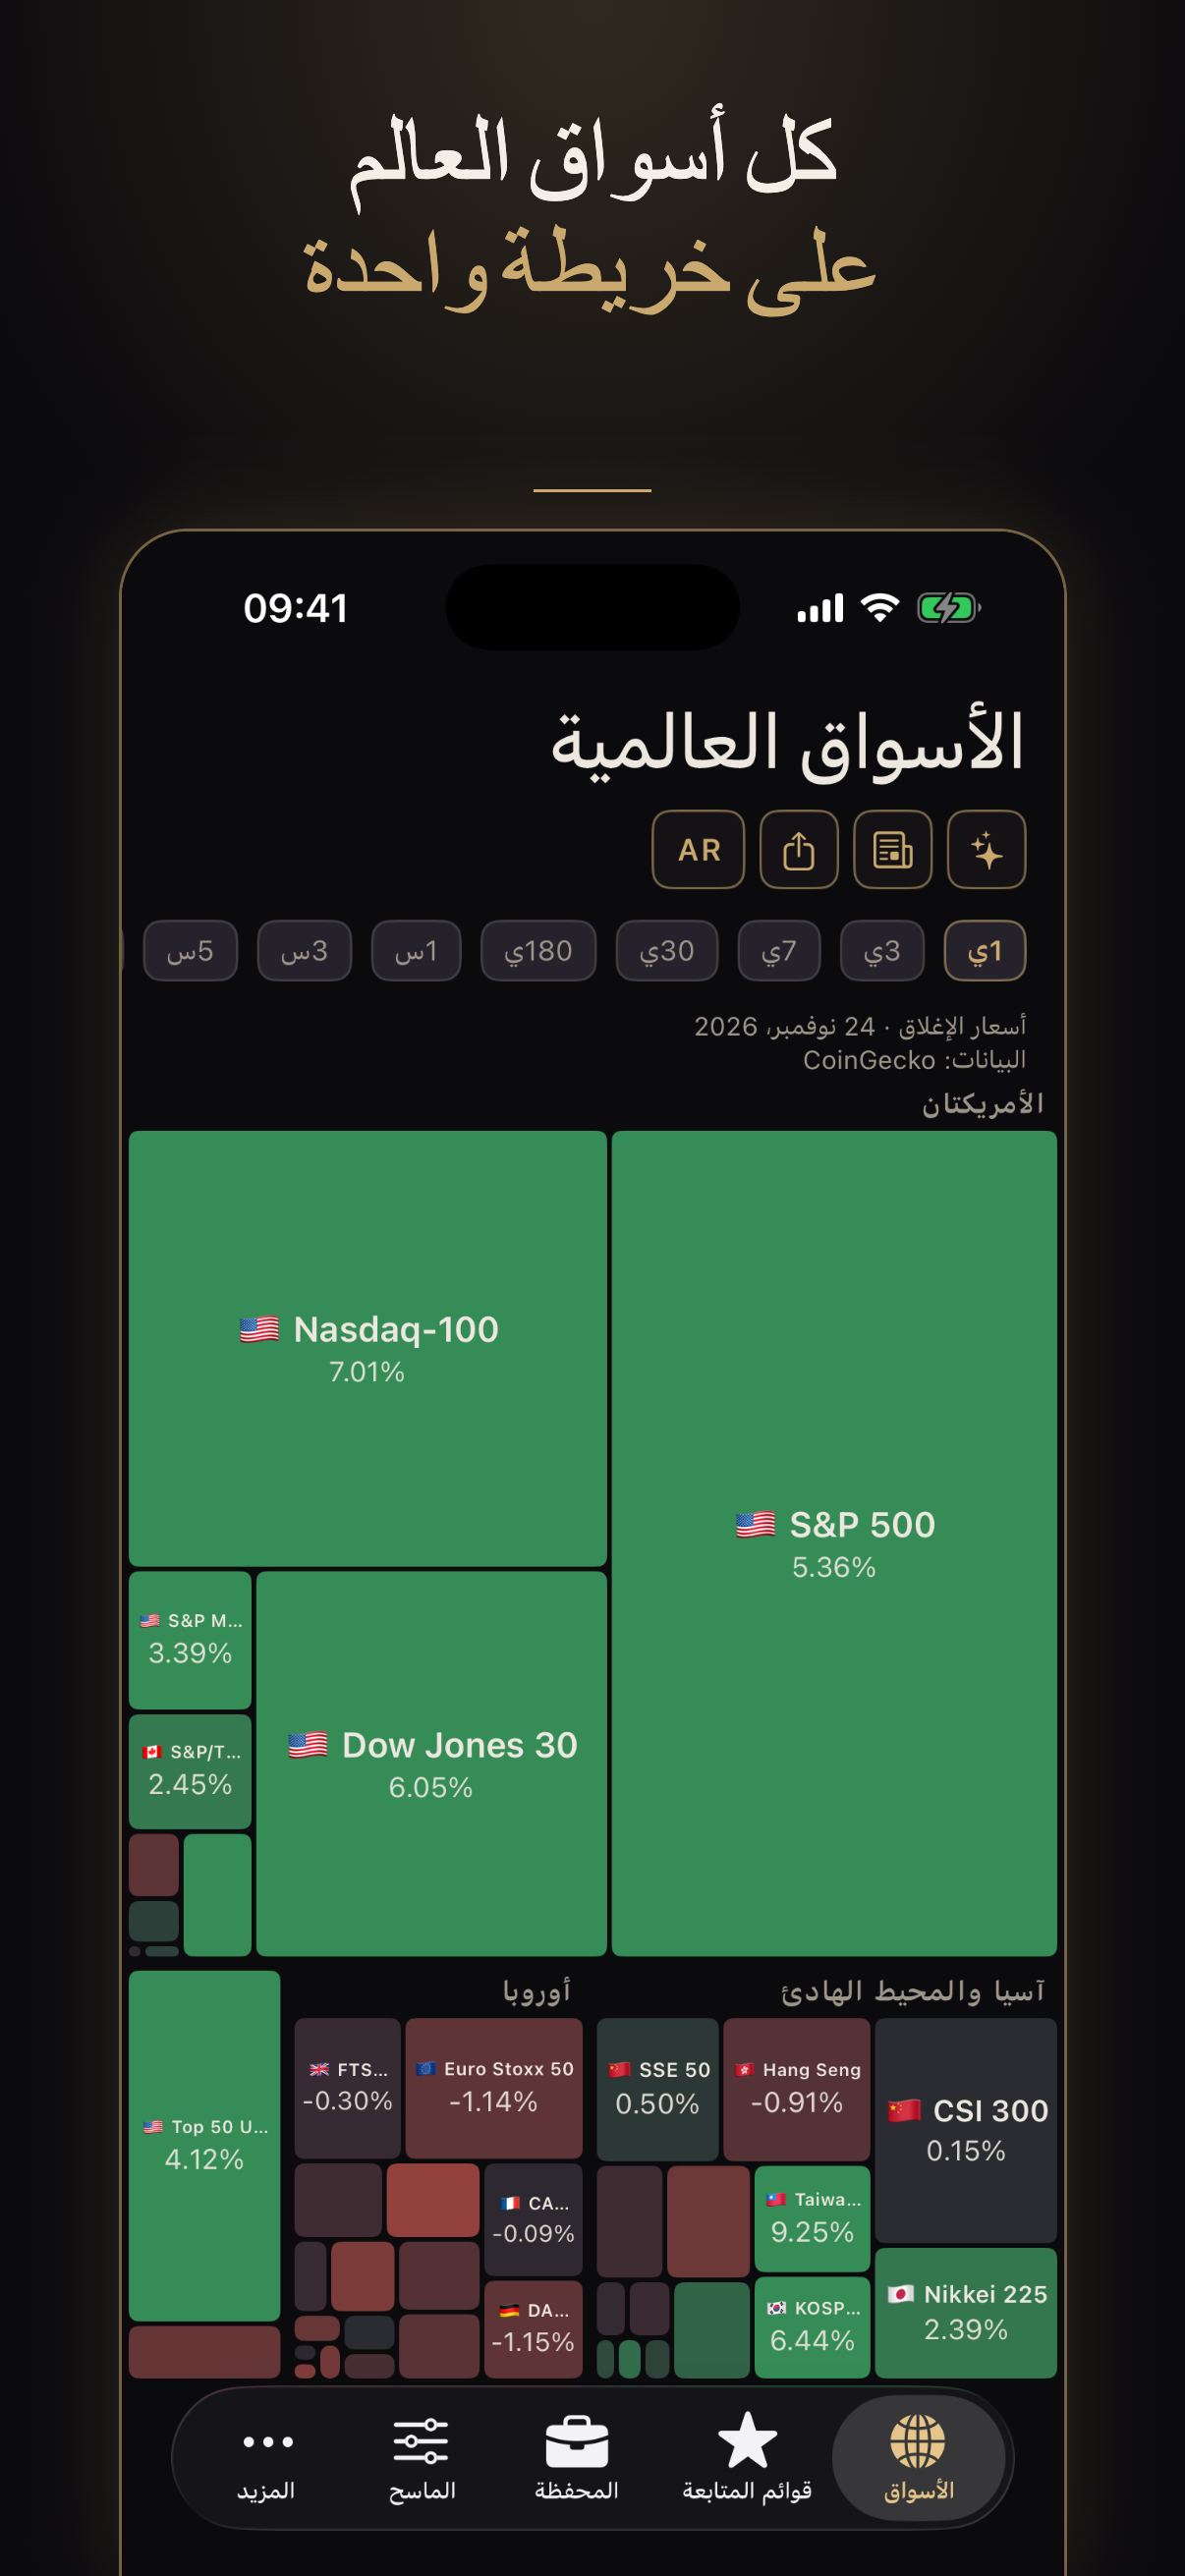 كل أسواق العالم
على خريطة واحدة
09:41
الأسواق العالمية
AR
1ي 3ي 7ي 30ي 180ي 1س 3س 5س
أسعار الإغلاق · 24 نوفمبر، 2026
البيانات: CoinGecko
الأمريكتان
S&P 500
5.36%
Nasdaq-100
7.01%
Dow Jones 30
6.05%
S&P M...
3.39%
S&P/T...
2.45%
آسيا والمحيط الهادئ
CSI 300
0.15%
Hang Seng
-0.91%
SSE 50
0.50%
Nikkei 225
2.39%
Taiwa...
9.25%
KOSP...
6.44%
أوروبا
Euro Stoxx 50
-1.14%
FTS...
-0.30%
CA...
-0.09%
DA...
-1.15%
Top 50 U...
4.12%
الأسواق
قوائم المتابعة
المحفظة
الماسح
المزيد